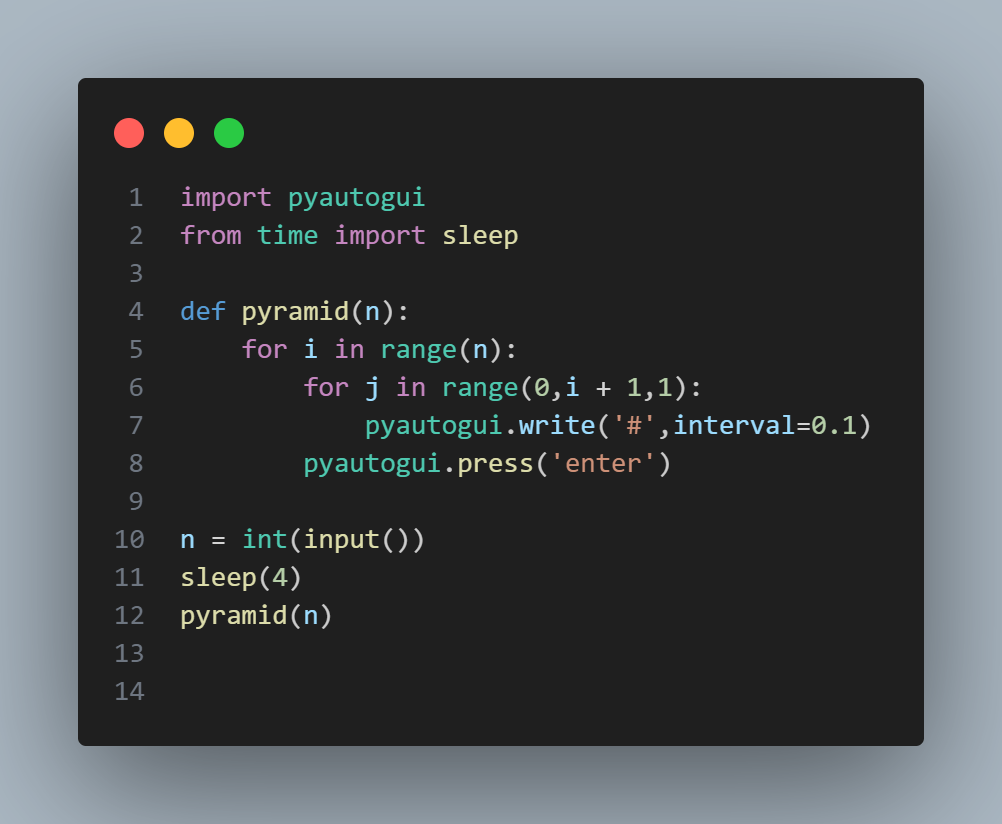 1 import pyautogui
2 from time import sleep
3
4 def pyramid(n):
5     for i in range(n):
6         for j in range(0,i + 1,1):
7             pyautogui.write('#',interval=0.1)
8         pyautogui.press('enter')
9
10 n = int(input())
11 sleep(4)
12 pyramid(n)
13
14